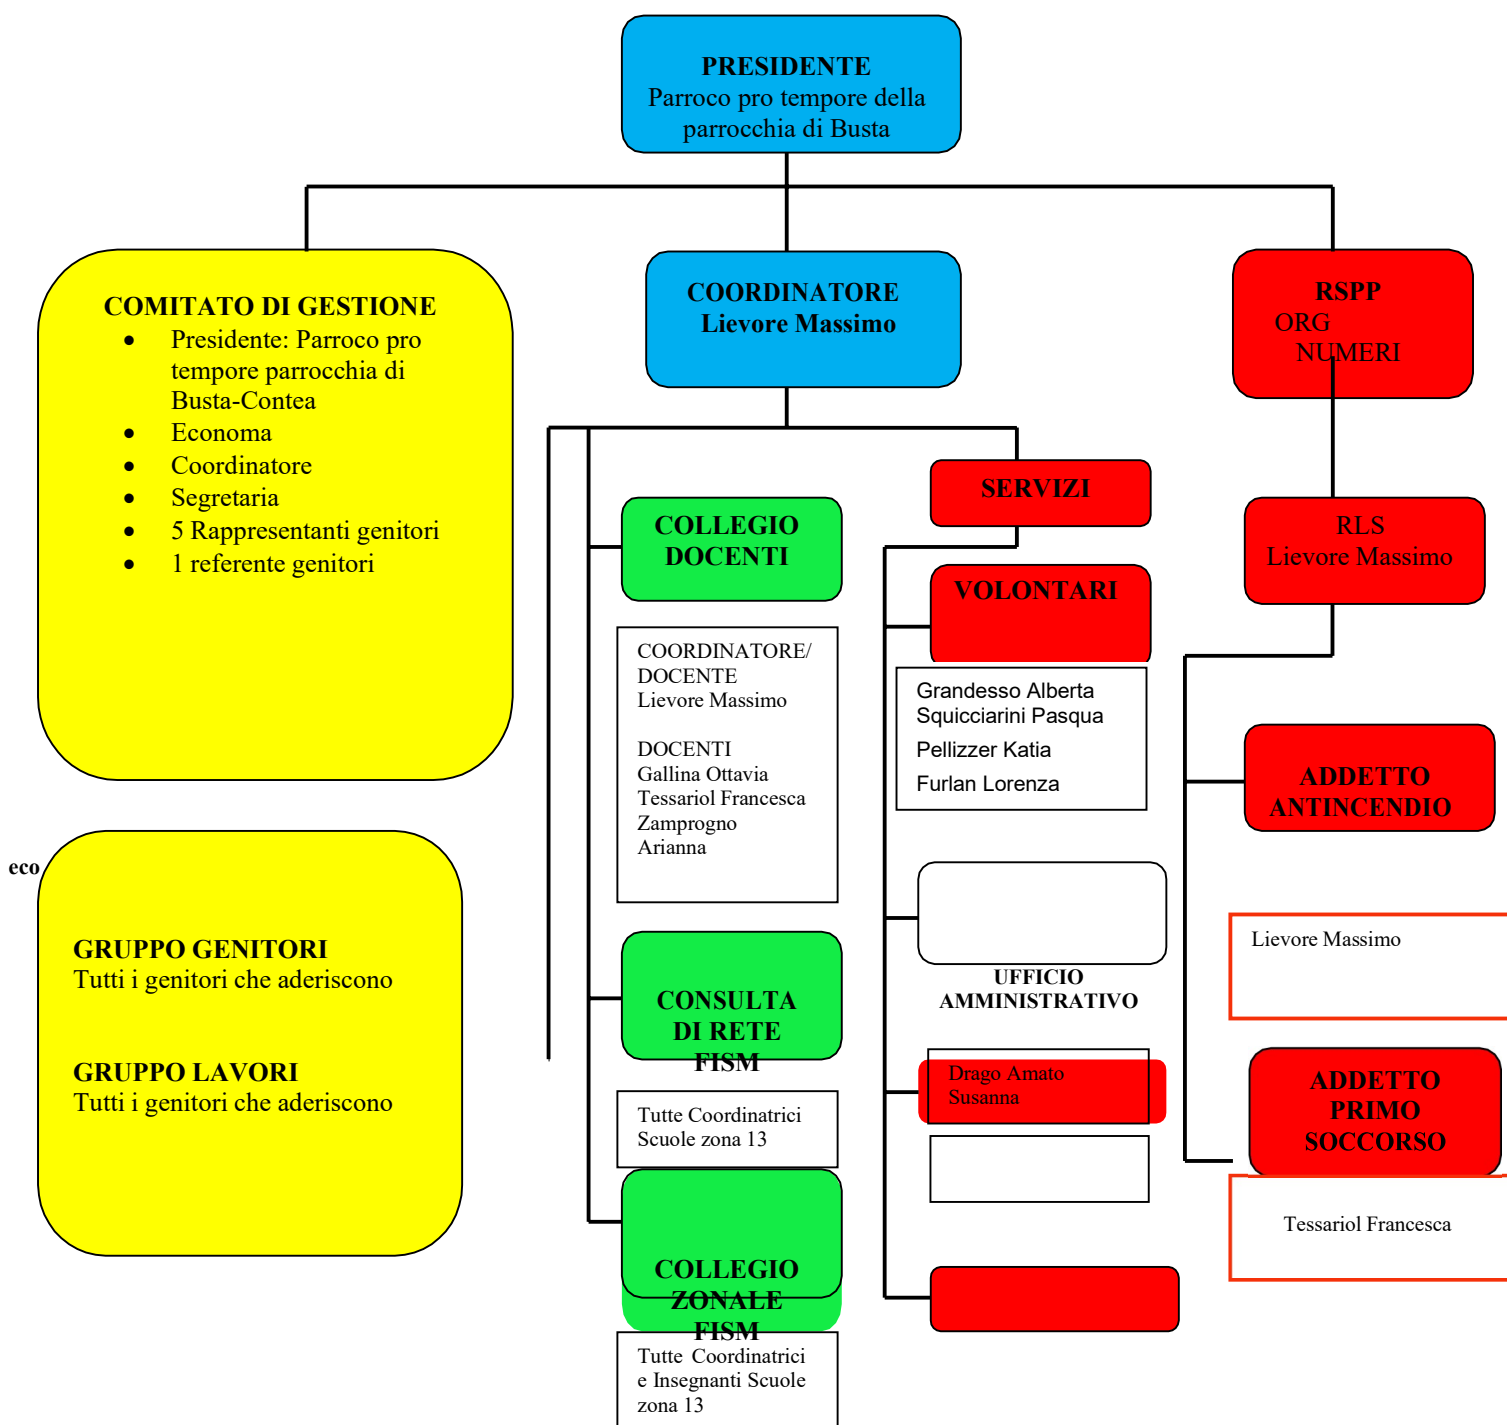 PRESIDENTE
Parroco pro tempore della
parrocchia di Busta
COMITATO DI GESTIONE
• Presidente: Parroco pro
tempore parrocchia di
Busta-Contea
• Economa
• Coordinatore
• Segretaria
• 5 Rappresentanti genitori
• 1 referente genitori
COORDINATORE
Lievore Massimo
RSPP
ORG
NUMERI
SERVIZI
COLLEGIO
DOCENTI
RLS
Lievore Massimo
VOLONTARI
COORDINATORE/
DOCENTE
Lievore Massimo
DOCENTI
Gallina Ottavia
Tessariol Francesca
Zamprogno
Arianna
Grandesso Alberta
Squicciarini Pasqua
Pellizzer Katia
Furlan Lorenza
ADDETTO
ANTINCENDIO
eco
GRUPPO GENITORI
Tutti i genitori che aderiscono
GRUPPO LAVORI
Tutti i genitori che aderiscono
Lievore Massimo
UFFICIO
AMMINISTRATIVO
CONSULTA
DI RETE
FISM
Drago Amato
Susanna
ADDETTO
PRIMO
SOCCORSO
Tutte Coordinatrici
Scuole zona 13
Tessariol Francesca
COLLEGIO
ZONALE
FISM
Tutte Coordinatrici
e Insegnanti Scuole
zona 13